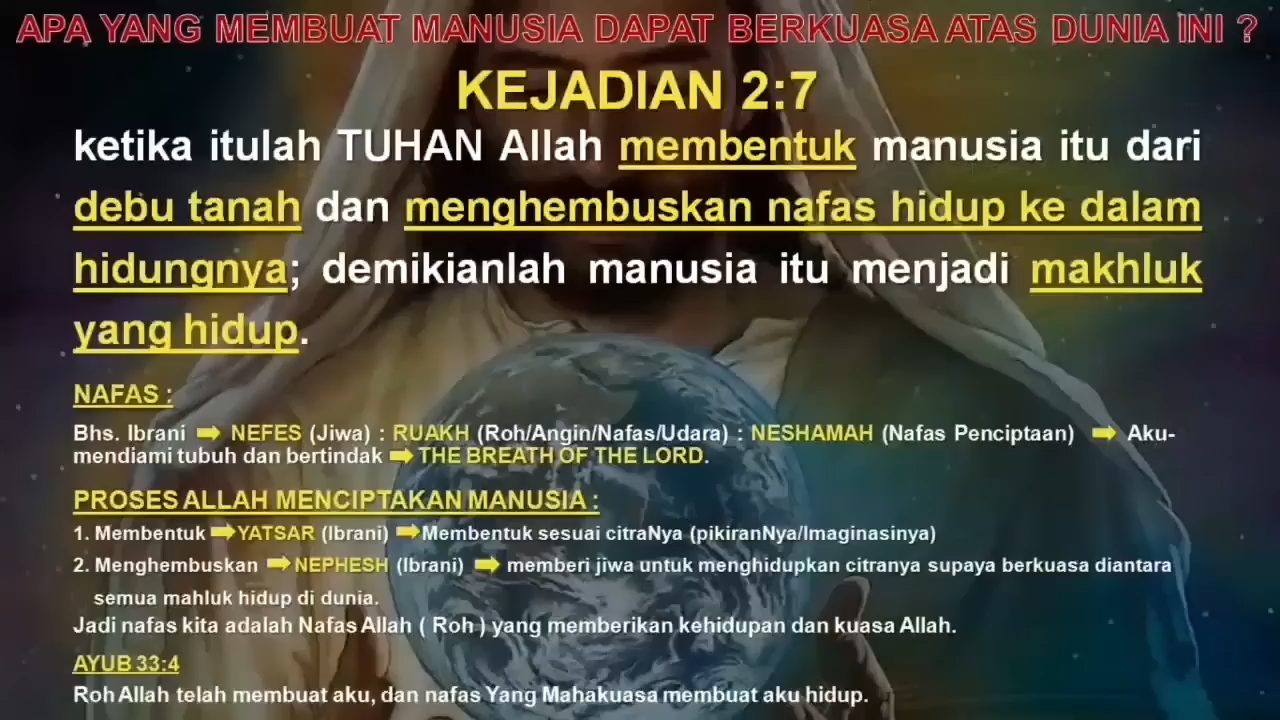 APA YANG MEMBUAT MANUSIA DAPAT BERKUASA ATAS DUNIA INI ?
KEJADIAN 2:7
ketika itulah TUHAN Allah membentuk manusia itu dari
debu tanah dan menghembuskan nafas hidup ke dalam
hidungnya; demikianlah manusia itu menjadi makhluk
yang hidup.
NAFAS :
Bhs. Ibrani ➡ NEFES (Jiwa) : RUAKH (Roh/Angin/Nafas/Udara) : NESHAMAH (Nafas Penciptaan) ➡ Aku-
mendiami tubuh dan bertindak ➡ THE BREATH OF THE LORD.
PROSES ALLAH MENCIPTAKAN MANUSIA :
1. Membentuk ➡YATSAR (Ibrani) ➡Membentuk sesuai citraNya (pikiranNya/Imaginasinya)
2. Menghembuskan ➡NEPHESH (Ibrani) ➡ memberi jiwa untuk menghidupkan citranya supaya berkuasa diantara
semua mahluk hidup di dunia.
Jadi nafas kita adalah Nafas Allah ( Roh ) yang memberikan kehidupan dan kuasa Allah.
AYUB 33:4
Roh Allah telah membuat aku, dan nafas Yang Mahakuasa membuat aku hidup.